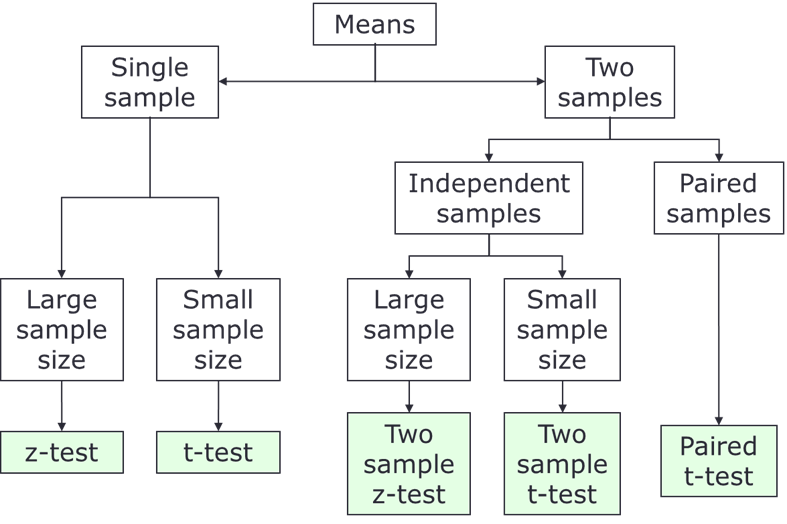 Means
Single
sample
Two
samples
Independent
samples
Paired
samples
Large
sample
size
Small
sample
size
Large
sample
size
Small
sample
size
z-test
t-test
Two
sample
z-test
Two
sample
t-test
Paired
t-test